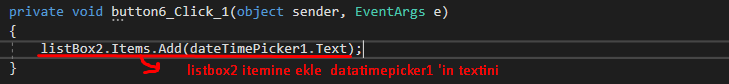 private void button6_Click_1(object sender, EventArgs e)
{
listBox2.Items.Add(dateTimePicker1.Text);
listbox2 itemine ekle datatimepicker1 'in textini
}